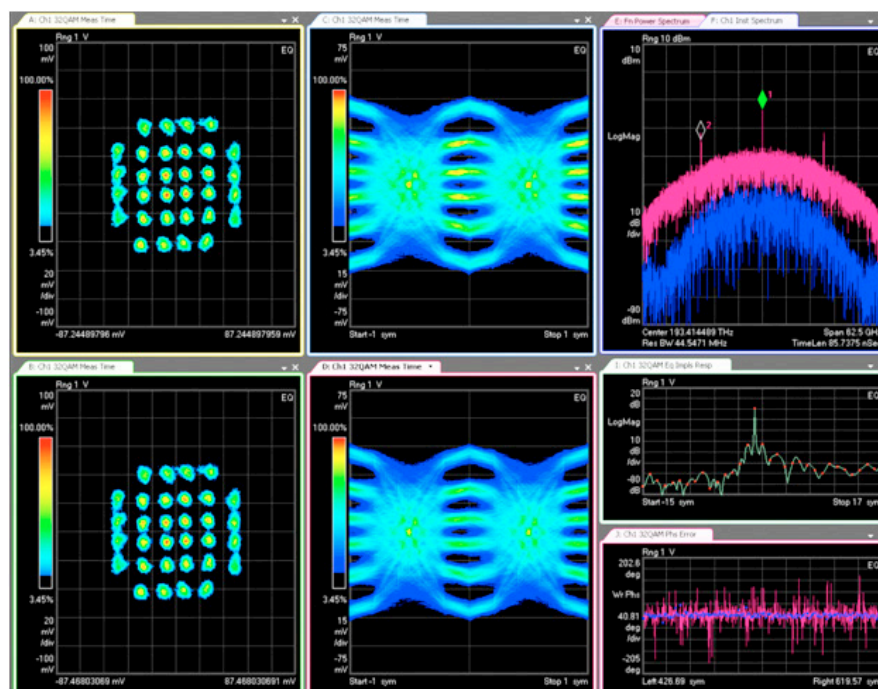 A: Ch1 32QAM Meas Time
Rng 1 V
100
mV
EQ
100.00%
3.45%
20
mV
/div
-100
mV
-87.24489796 mV
87.244897959 mV
C: Ch1 32QAM Meas Time
Rng 1 V
75
mV
EQ
100.00%
3.45%
15
mV
/div
-75
mV
Start -1 sym
Stop 1 sym
E: Fn Power Spectrum
F: Ch1 Inst Spectrum
Rng 10 dBm
10
dBm
EQ
1
2
LogMag
10
dB
/div
-90
dBm
Center 193.414489 THz
Span 62.5 GHz
Res BW 44.5471 MHz
TimeLen 85.7375 nSec
B: Ch1 32QAM Meas Time
Rng 1 V
100
mV
EQ
100.00%
3.45%
20
mV
/div
-100
mV
-87.46803069 mV
87.468030691 mV
D: Ch1 32QAM Meas Time
Rng 1 V
75
mV
EQ
100.00%
3.45%
15
mV
/div
-75
mV
Start -1 sym
Stop 1 sym
I: Ch1 32QAM Eq Impls Resp
Rng 1 V
20
dB
EQ
LogMag
10
dB
/div
-80
dB
Start -15 sym
Stop 17 sym
J: Ch1 32QAM Phs Error
Rng 1 V
202.6
deg
EQ
Wr Phs
40.81
deg
/div
-205
deg
Left 426.69 sym
Right 619.57 sym